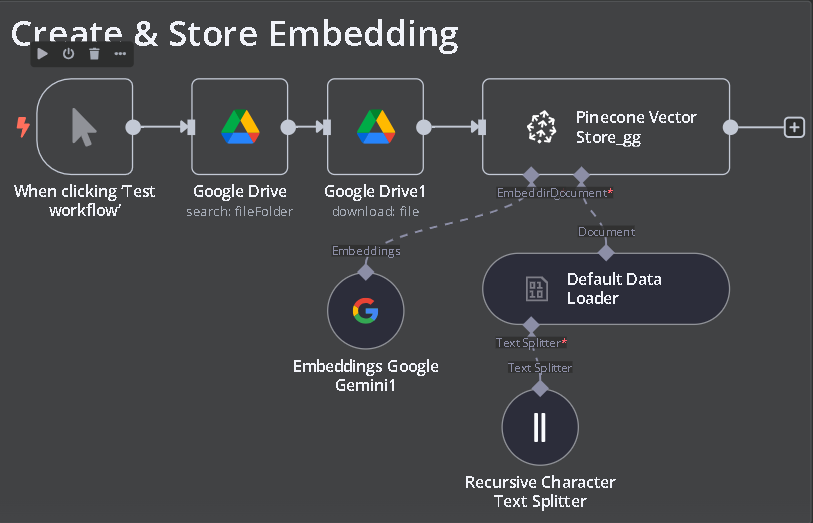 Create & Store Embedding
When clicking ‘Test
workflow’
Google Drive
search: fileFolder
Google Drive1
download: file
Pinecone Vector
Store_gg
EmbeddirDocument*
Embeddings
Document
Embeddings Google
Gemini1
Default Data
Loader
Text Splitter*
Text Splitter
Recursive Character
Text Splitter